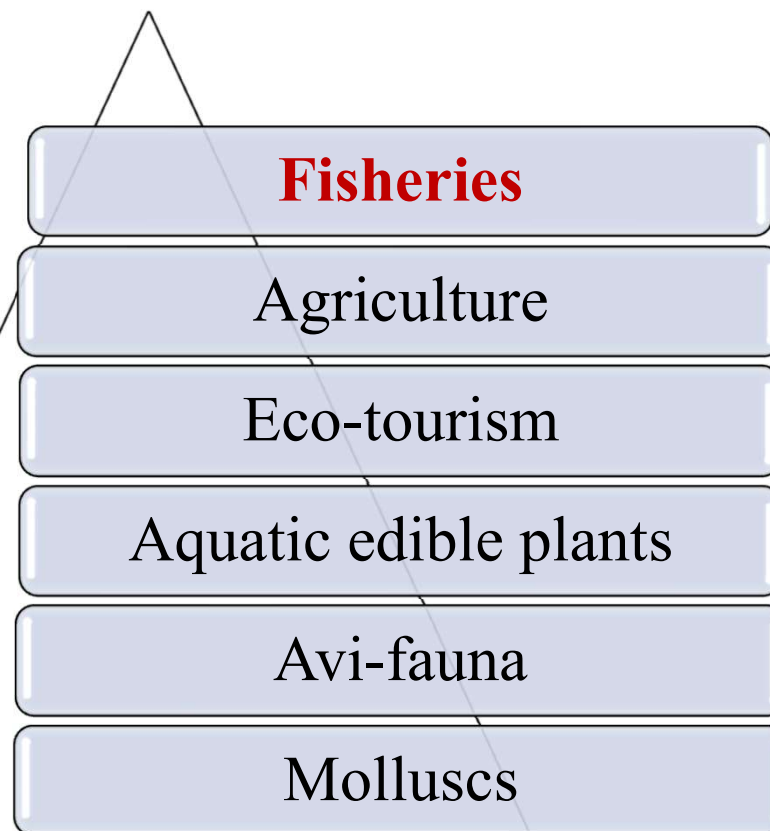 Fisheries
Agriculture
Eco-tourism
Aquatic edible plants
Avi-fauna
Molluscs